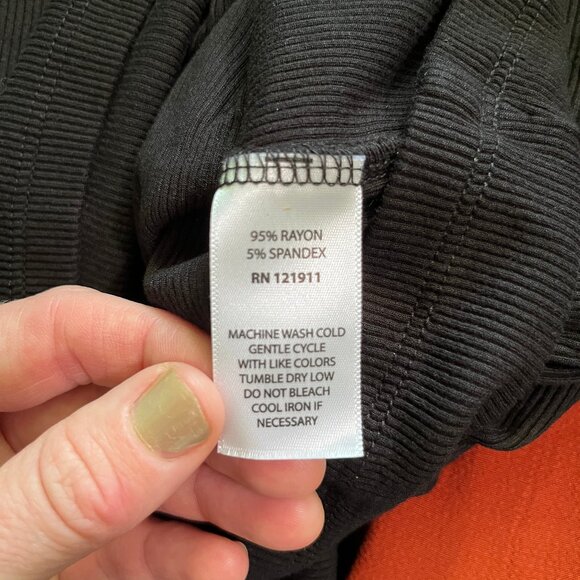 95% RAYON
5% SPANDEX
RN 121911
MACHINE WASH COLD
GENTLE CYCLE
WITH LIKE COLORS
TUMBLE DRY LOW
DO NOT BLEACH
COOL IRON IF
NECESSARY